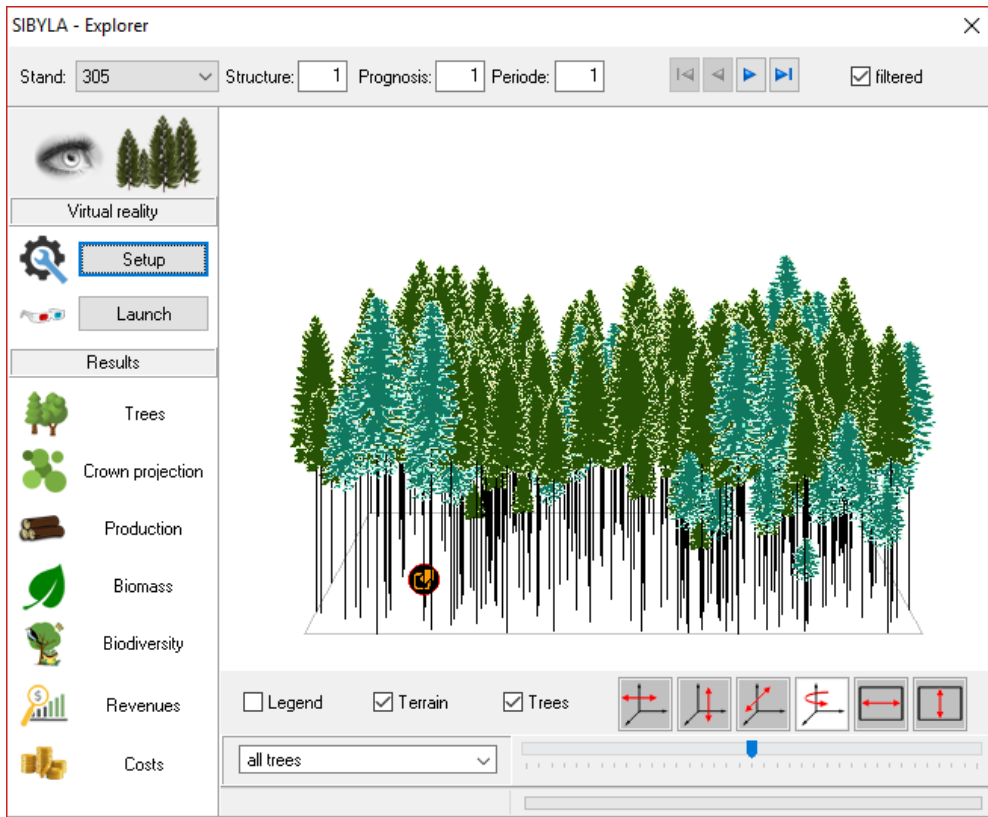 SIBYLA - Explorer
Stand: 305 Structure: 1 Prognosis: 1 Periode: 1 filtered
Virtual reality
Setup
Launch
Results
Trees
Crown projection
Production
Biomass
Biodiversity
Revenues
Costs
Legend Terrain Trees
all trees